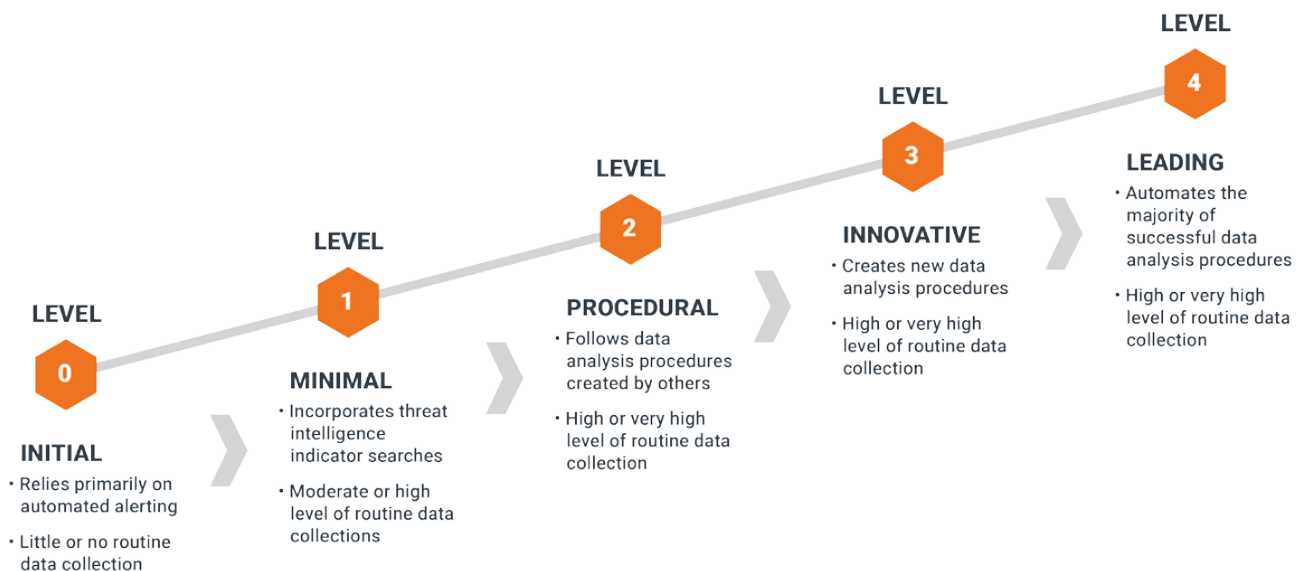 LEVEL
0
INITIAL
• Relies primarily on
automated alerting
• Little or no routine
data collection
LEVEL
1
MINIMAL
• Incorporates threat
intelligence
indicator searches
• Moderate or high
level of routine data
collections
LEVEL
2
PROCEDURAL
• Follows data
analysis procedures
created by others
• High or very high
level of routine data
collection
LEVEL
3
INNOVATIVE
• Creates new data
analysis procedures
• High or very high
level of routine data
collection
LEVEL
4
LEADING
• Automates the
majority of
successful data
analysis procedures
• High or very high
level of routine data
collection